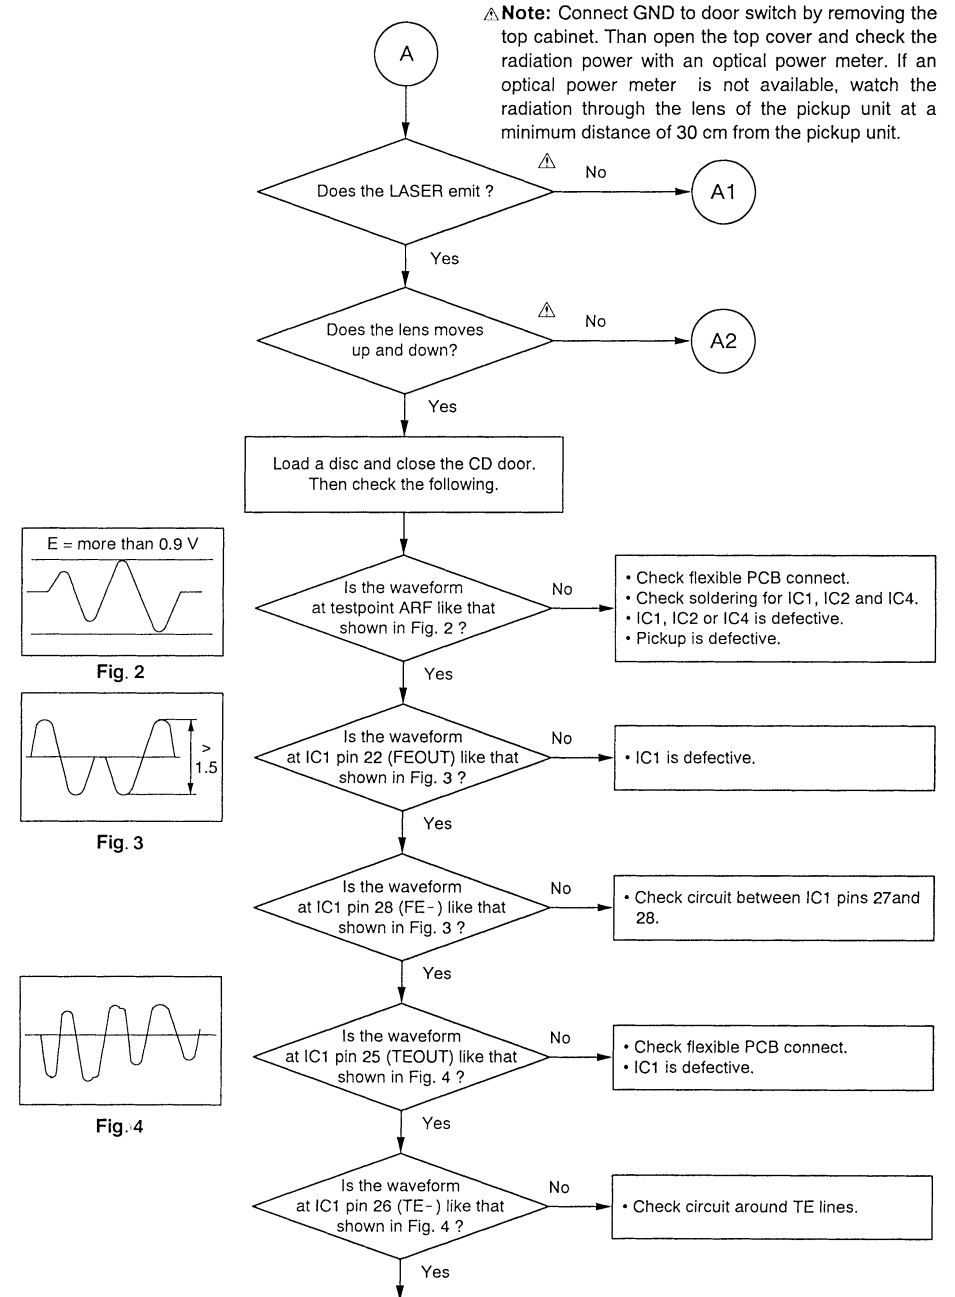 ⚠Note: Connect GND to door switch by removing the
top cabinet. Than open the top cover and check the
radiation power with an optical power meter. If an
optical power meter is not available, watch the
radiation through the lens of the pickup unit at a
minimum distance of 30 cm from the pickup unit.
A
⚠
Does the LASER emit ?
No
A1
Yes
⚠
Does the lens moves
up and down?
No
A2
Yes
Load a disc and close the CD door.
Then check the following.
E = more than 0.9 V
Fig. 2
Is the waveform
at testpoint ARF like that
shown in Fig. 2 ?
No
• Check flexible PCB connect.
• Check soldering for IC1, IC2 and IC4.
• IC1, IC2 or IC4 is defective.
• Pickup is defective.
Yes
>
1.5
Fig. 3
Is the waveform
at IC1 pin 22 (FEOUT) like that
shown in Fig. 3 ?
No
• IC1 is defective.
Yes
Is the waveform
at IC1 pin 28 (FE-) like that
shown in Fig. 3 ?
No
• Check circuit between IC1 pins 27and
28.
Yes
Fig. 4
Is the waveform
at IC1 pin 25 (TEOUT) like that
shown in Fig. 4 ?
No
• Check flexible PCB connect.
• IC1 is defective.
Yes
Is the waveform
at IC1 pin 26 (TE-) like that
shown in Fig. 4 ?
No
• Check circuit around TE lines.
Yes